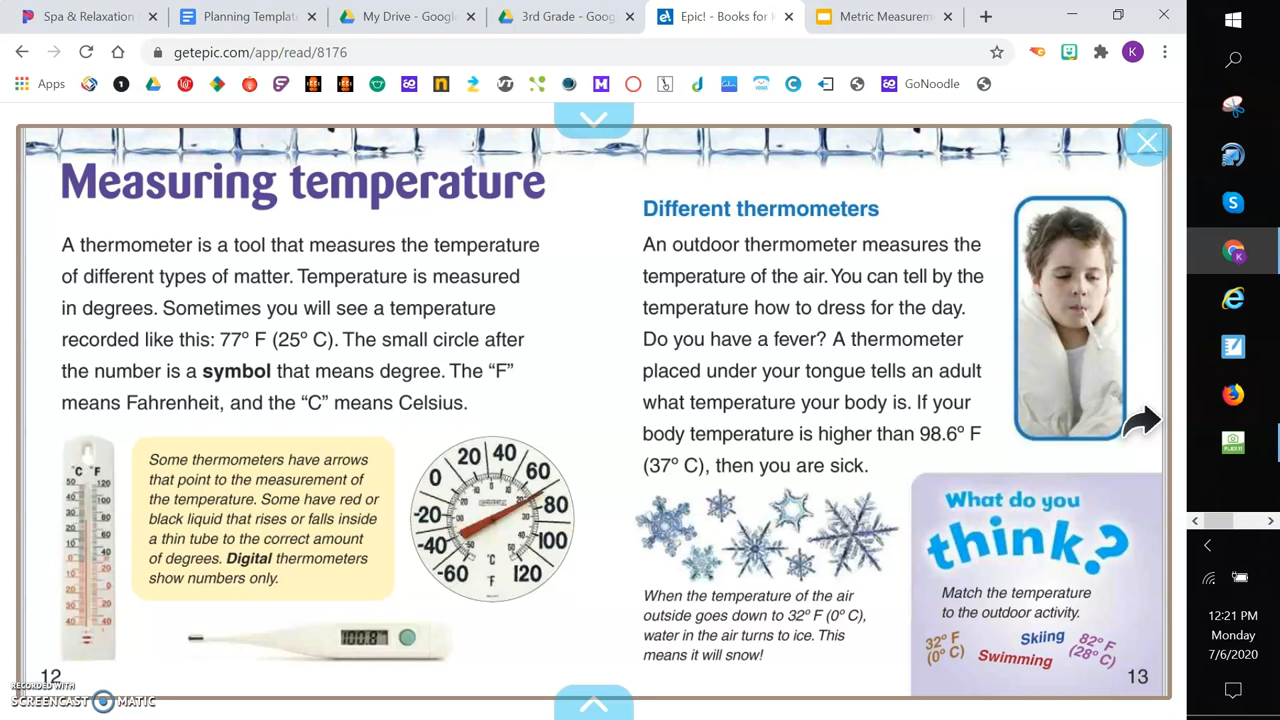 Spa & Relaxation
Planning Templat
My Drive - Google
3rd Grade - Goog
Epic! - Books for
Metric Measurem
getepic.com/app/read/8176
K
Apps
GoNoodle
Measuring temperature
A thermometer is a tool that measures the temperature
of different types of matter. Temperature is measured
in degrees. Sometimes you will see a temperature
recorded like this: 77º F (25º C). The small circle after
the number is a symbol that means degree. The “F”
means Fahrenheit, and the “C” means Celsius.
Some thermometers have arrows
that point to the measurement of
the temperature. Some have red or
black liquid that rises or falls inside
a thin tube to the correct amount
of degrees. Digital thermometers
show numbers only.
°C °F
-60 -40 -20 0 20 40 60 80 100 120
°C
°F
100.8
12
Different thermometers
An outdoor thermometer measures the
temperature of the air. You can tell by the
temperature how to dress for the day.
Do you have a fever? A thermometer
placed under your tongue tells an adult
what temperature your body is. If your
body temperature is higher than 98.6º F
(37º C), then you are sick.
When the temperature of the air
outside goes down to 32º F (0º C),
water in the air turns to ice. This
means it will snow!
What do you
think?
Match the temperature
to the outdoor activity.
32º F
(0º C)
Skiing
Swimming
82º F
(28º C)
13
RECORDED WITH
SCREENCAST MATIC
12:21 PM
Monday
7/6/2020